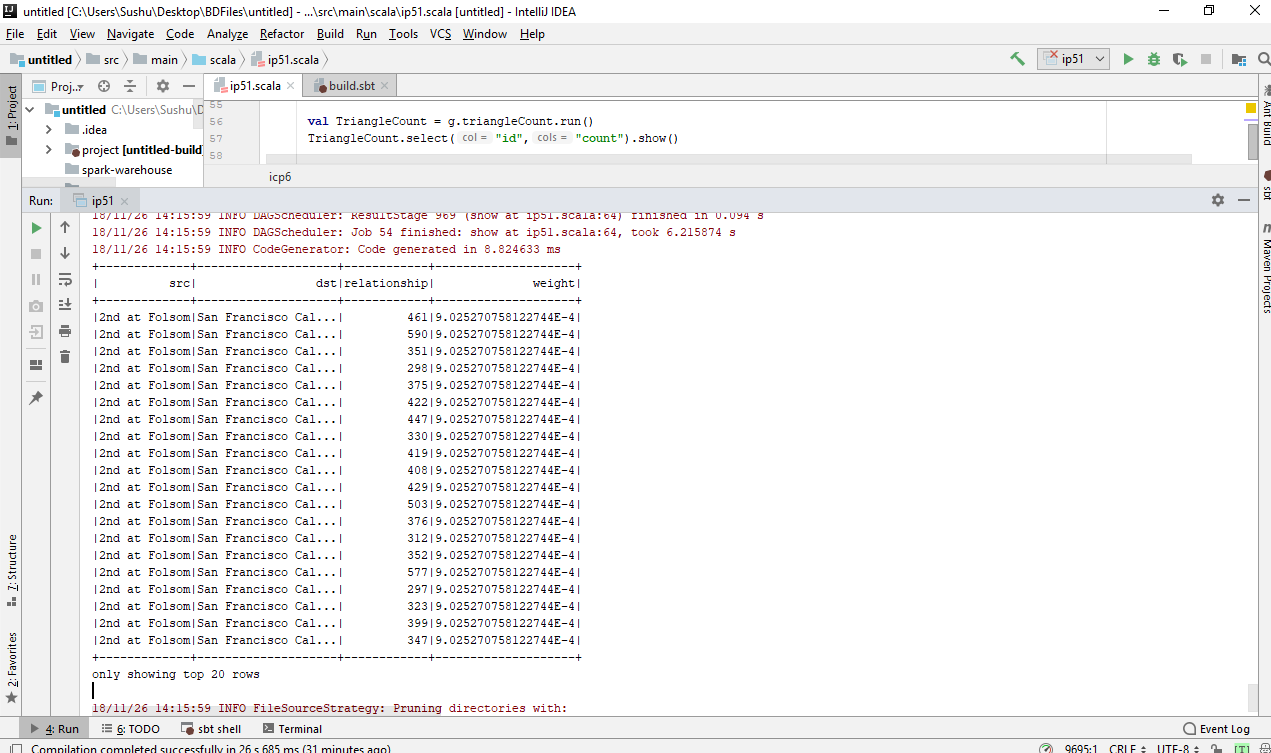 untitled [C:\Users\Sushu\Desktop\BDFiles\untitled] - ...\src\main\scala\ip51.scala [untitled] - IntelliJ IDEA
File Edit View Navigate Code Analyze Refactor Build Run Tools VCS Window Help
untitled src main scala ip51.scala ip51
1: Project
Proj..
ip51.scala build.sbt
untitled C:\Users\Sushu\D
.idea
project [untitled-build]
spark-warehouse
55
56 val TriangleCount = g.triangleCount.run()
57 TriangleCount.select( col = "id", cols = "count").show()
58
icp6
Ant Build
sbt
Maven Projects
Run: ip51
18/11/26 14:15:59 INFO DAGScheduler: ResultStage 969 (show at ip51.scala:64) finished in 0.094 s
18/11/26 14:15:59 INFO DAGScheduler: Job 54 finished: show at ip51.scala:64, took 6.215874 s
18/11/26 14:15:59 INFO CodeGenerator: Code generated in 8.824633 ms
+-------------+--------------------+------------+--------------------+
|          src|                 dst|relationship|              weight|
+-------------+--------------------+------------+--------------------+
|2nd at Folsom|San Francisco Cal...|         461|9.025270758122744E-4|
|2nd at Folsom|San Francisco Cal...|         590|9.025270758122744E-4|
|2nd at Folsom|San Francisco Cal...|         351|9.025270758122744E-4|
|2nd at Folsom|San Francisco Cal...|         298|9.025270758122744E-4|
|2nd at Folsom|San Francisco Cal...|         375|9.025270758122744E-4|
|2nd at Folsom|San Francisco Cal...|         422|9.025270758122744E-4|
|2nd at Folsom|San Francisco Cal...|         447|9.025270758122744E-4|
|2nd at Folsom|San Francisco Cal...|         330|9.025270758122744E-4|
|2nd at Folsom|San Francisco Cal...|         419|9.025270758122744E-4|
|2nd at Folsom|San Francisco Cal...|         408|9.025270758122744E-4|
|2nd at Folsom|San Francisco Cal...|         429|9.025270758122744E-4|
|2nd at Folsom|San Francisco Cal...|         503|9.025270758122744E-4|
|2nd at Folsom|San Francisco Cal...|         376|9.025270758122744E-4|
|2nd at Folsom|San Francisco Cal...|         312|9.025270758122744E-4|
|2nd at Folsom|San Francisco Cal...|         352|9.025270758122744E-4|
|2nd at Folsom|San Francisco Cal...|         577|9.025270758122744E-4|
|2nd at Folsom|San Francisco Cal...|         297|9.025270758122744E-4|
|2nd at Folsom|San Francisco Cal...|         323|9.025270758122744E-4|
|2nd at Folsom|San Francisco Cal...|         399|9.025270758122744E-4|
|2nd at Folsom|San Francisco Cal...|         347|9.025270758122744E-4|
+-------------+--------------------+------------+--------------------+
only showing top 20 rows
18/11/26 14:15:59 INFO FileSourceStrategy: Pruning directories with:
7: Structure
2: Favorites
4: Run 6: TODO sbt shell Terminal Event Log
Compilation completed successfully in 26 s 685 ms (31 minutes ago) 9695:1 CRLF UTF-8 [T]